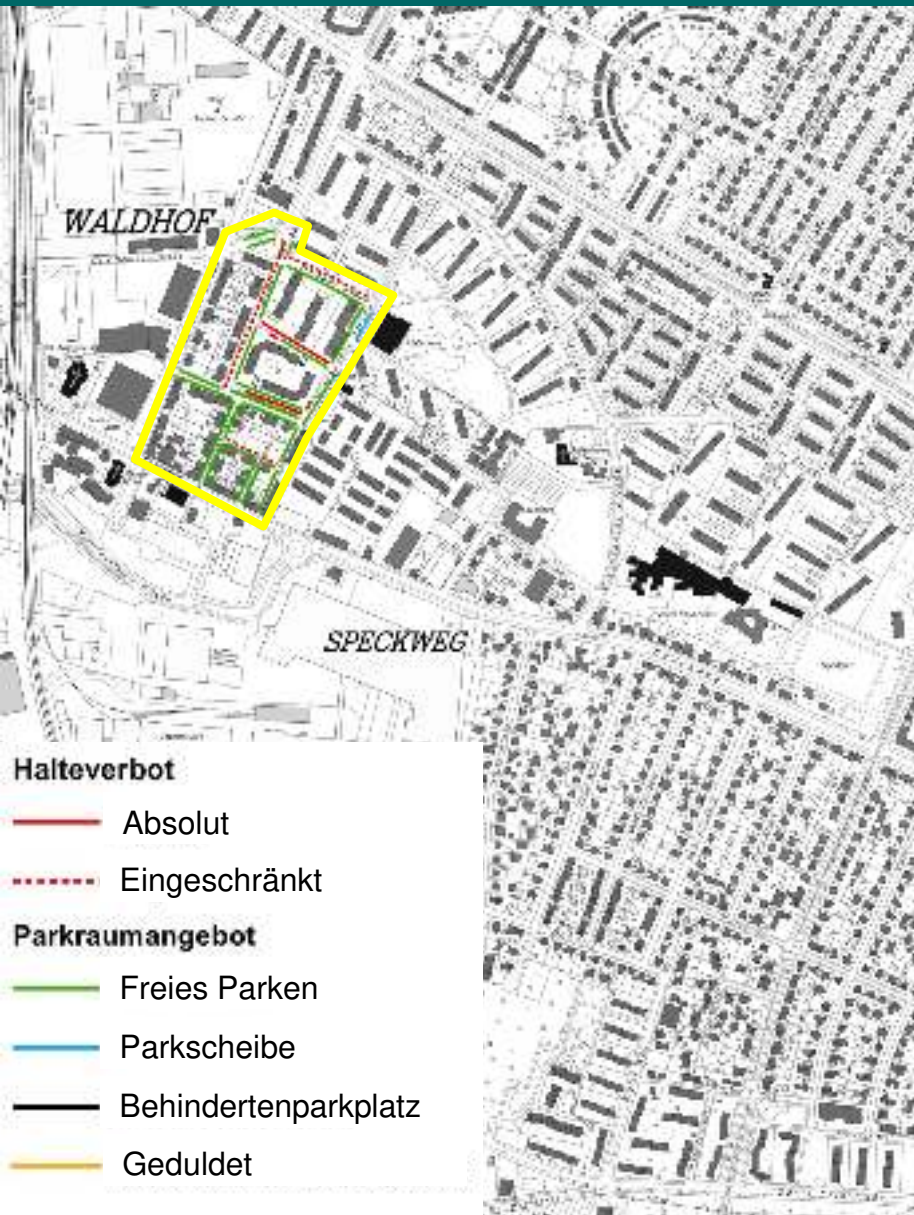 WALDHOF
SPECKWEG
Halteverbot
Absolut
Eingeschränkt
Parkraumangebot
Freies Parken
Parkscheibe
Behindertenparkplatz
Geduldet